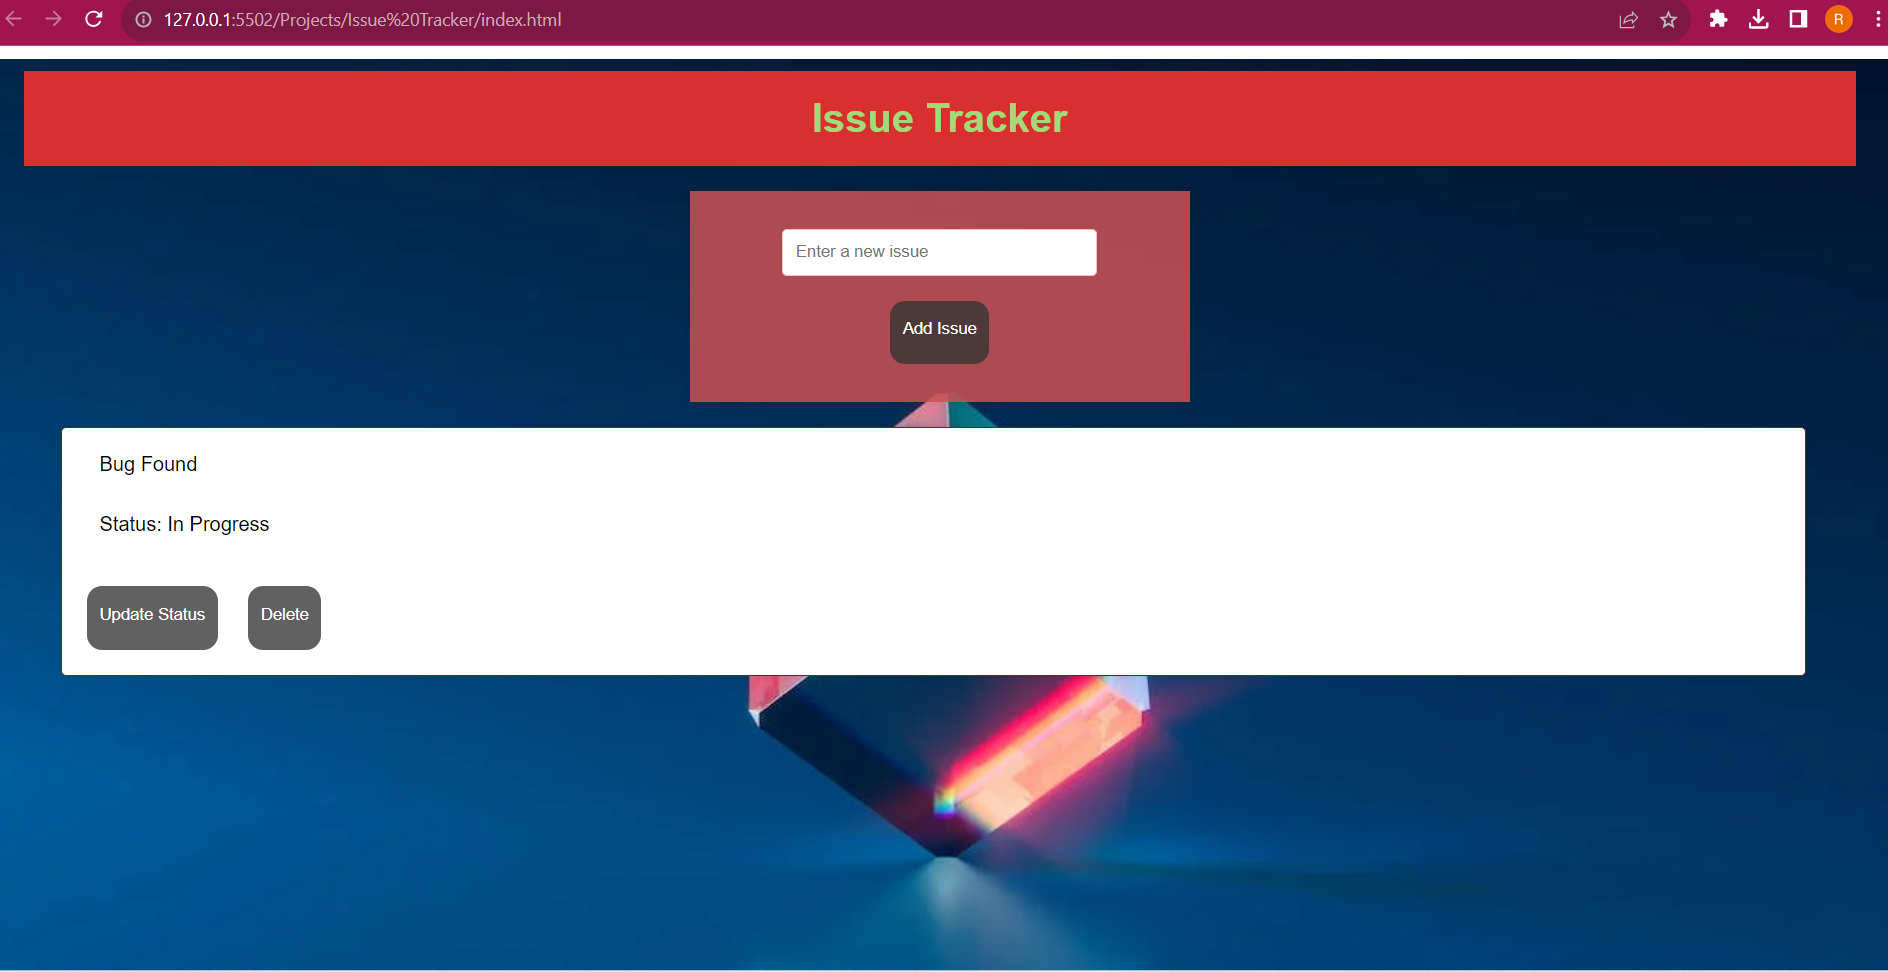 127.0.0.1:5502/Projects/Issue%20Tracker/index.html
R
Issue Tracker
Enter a new issue
Add Issue
Bug Found
Status: In Progress
Update Status
Delete